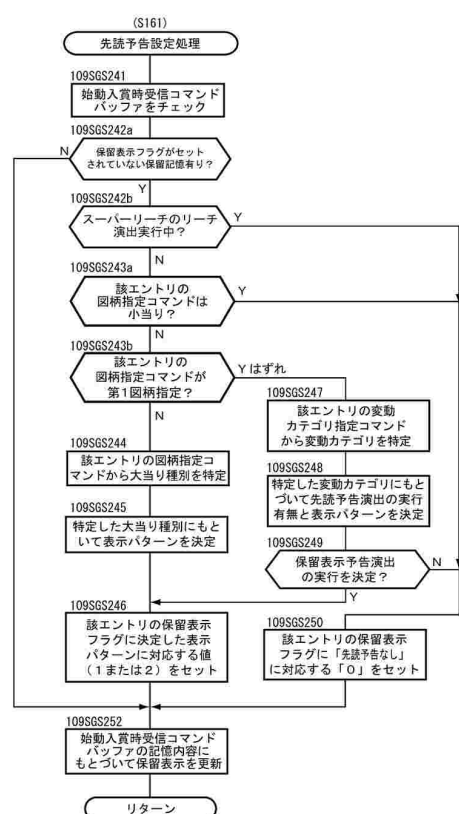 (S161)
先読予告設定処理
109SGS241
始動入賞時受信コマンド
バッファをチェック
109SGS242a
N
保留表示フラグがセット
されていない保留記憶有り?
Y
109SGS242b
スーパーリーチのリーチ
演出実行中?
Y
N
109SGS243a
該エントリの
図柄指定コマンドは
小当り?
Y
N
109SGS243b
該エントリの
図柄指定コマンドが
第1図柄指定?
Y はずれ
N
109SGS247
該エントリの変動
カテゴリ指定コマンド
から変動カテゴリを特定
109SGS244
該エントリの図柄指定コ
マンドから大当り種別を特定
109SGS248
特定した変動カテゴリにもと
づいて先読予告演出の実行
有無と表示パターンを決定
109SGS245
特定した大当り種別にもと
いて表示パターンを決定
109SGS249
保留表示予告演出
の実行を決定?
N
Y
109SGS246
該エントリの保留表示
フラグに決定した表示
パターンに対応する値
(1または2)をセット
109SGS250
該エントリの保留表示
フラグに「先読予告なし」
に対応する「0」をセット
109SGS252
始動入賞時受信コマンド
バッファの記憶内容に
もとづいて保留表示を更新
リターン